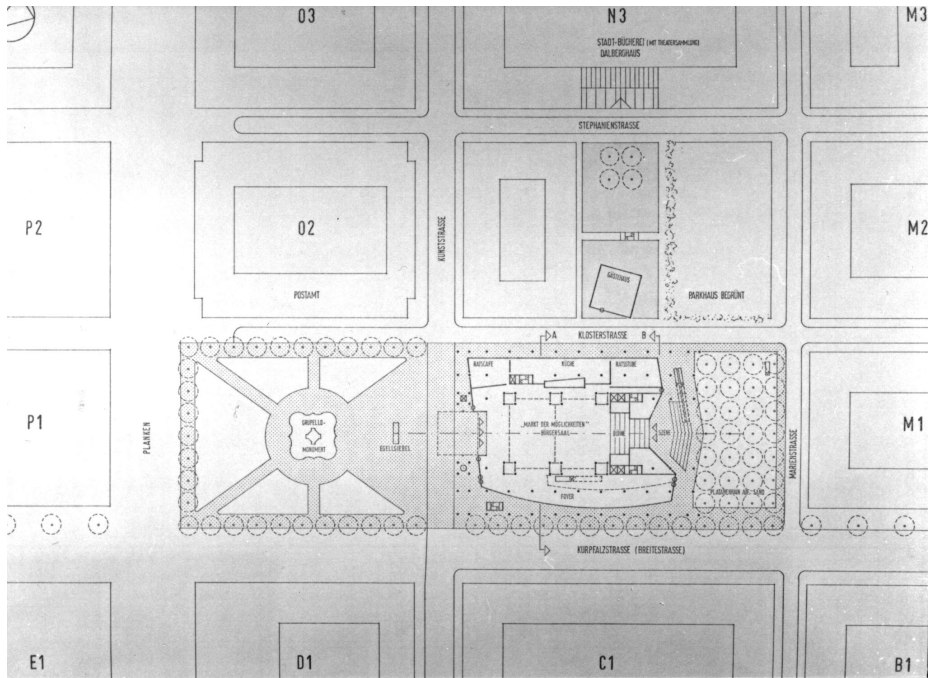 O3
N3
M3
STADT-BÜCHEREI (MIT THEATERSAMMLUNG)
DALBERGHAUS
STEPHANIENSTRASSE
P2
O2
M2
KUNSTSTRASSE
GÄSTEHAUS
POSTAMT
PARKHAUS BEGRÜNT
A KLOSTERSTRASSE B
RATSCAFE
KÜCHE
RATSSTUBE
P1
PLANKEN
GRUPELLO-
MONUMENT
"MARKT DER MÖGLICHKEITEN"
BÜRGERSAAL
BÜHNE
SZENE
MARIENSTRASSE
M1
FOYER
KURPFALZSTRASSE (BREITESTRASSE)
E1
D1
C1
B1